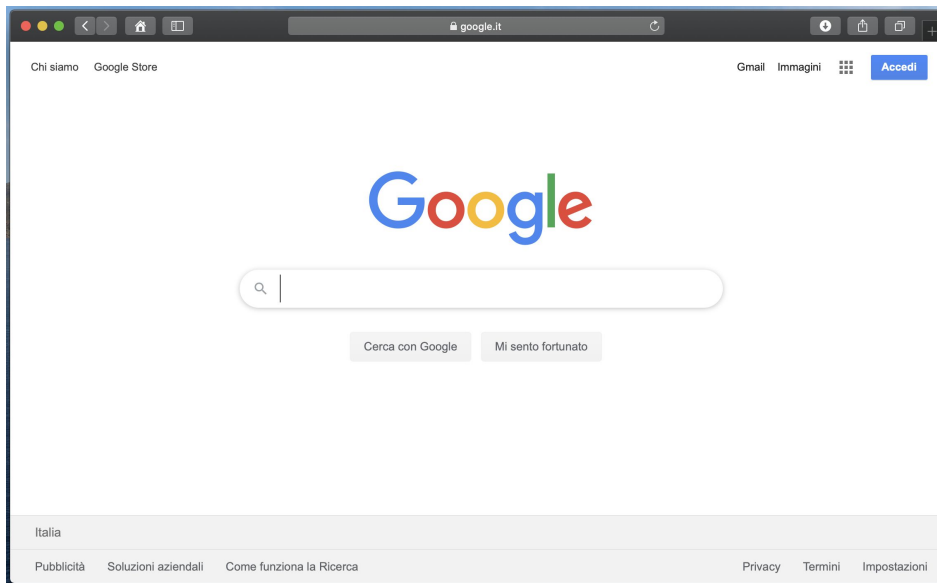 google.it
Chi siamo Google Store Gmail Immagini Accedi
Google
Cerca con Google Mi sento fortunato
Italia
Pubblicità Soluzioni aziendali Come funziona la Ricerca Privacy Termini Impostazioni